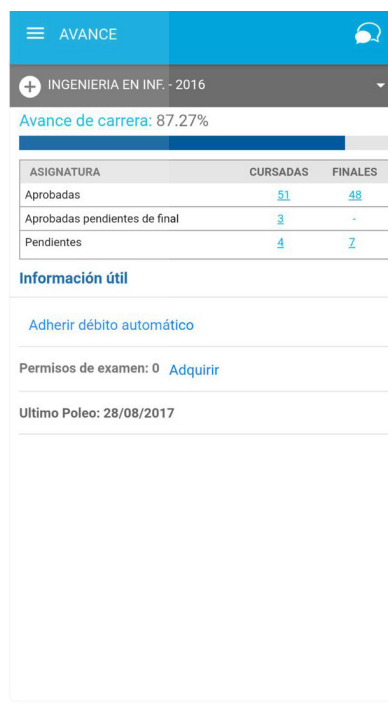 AVANCE
INGENIERIA EN INF. - 2016
Avance de carrera: 87.27%
ASIGNATURA CURSADAS FINALES
Aprobadas 51 48
Aprobadas pendientes de final 3 -
Pendientes 4 7
Información útil
Adherir débito automático
Permisos de examen: 0 Adquirir
Ultimo Poleo: 28/08/2017